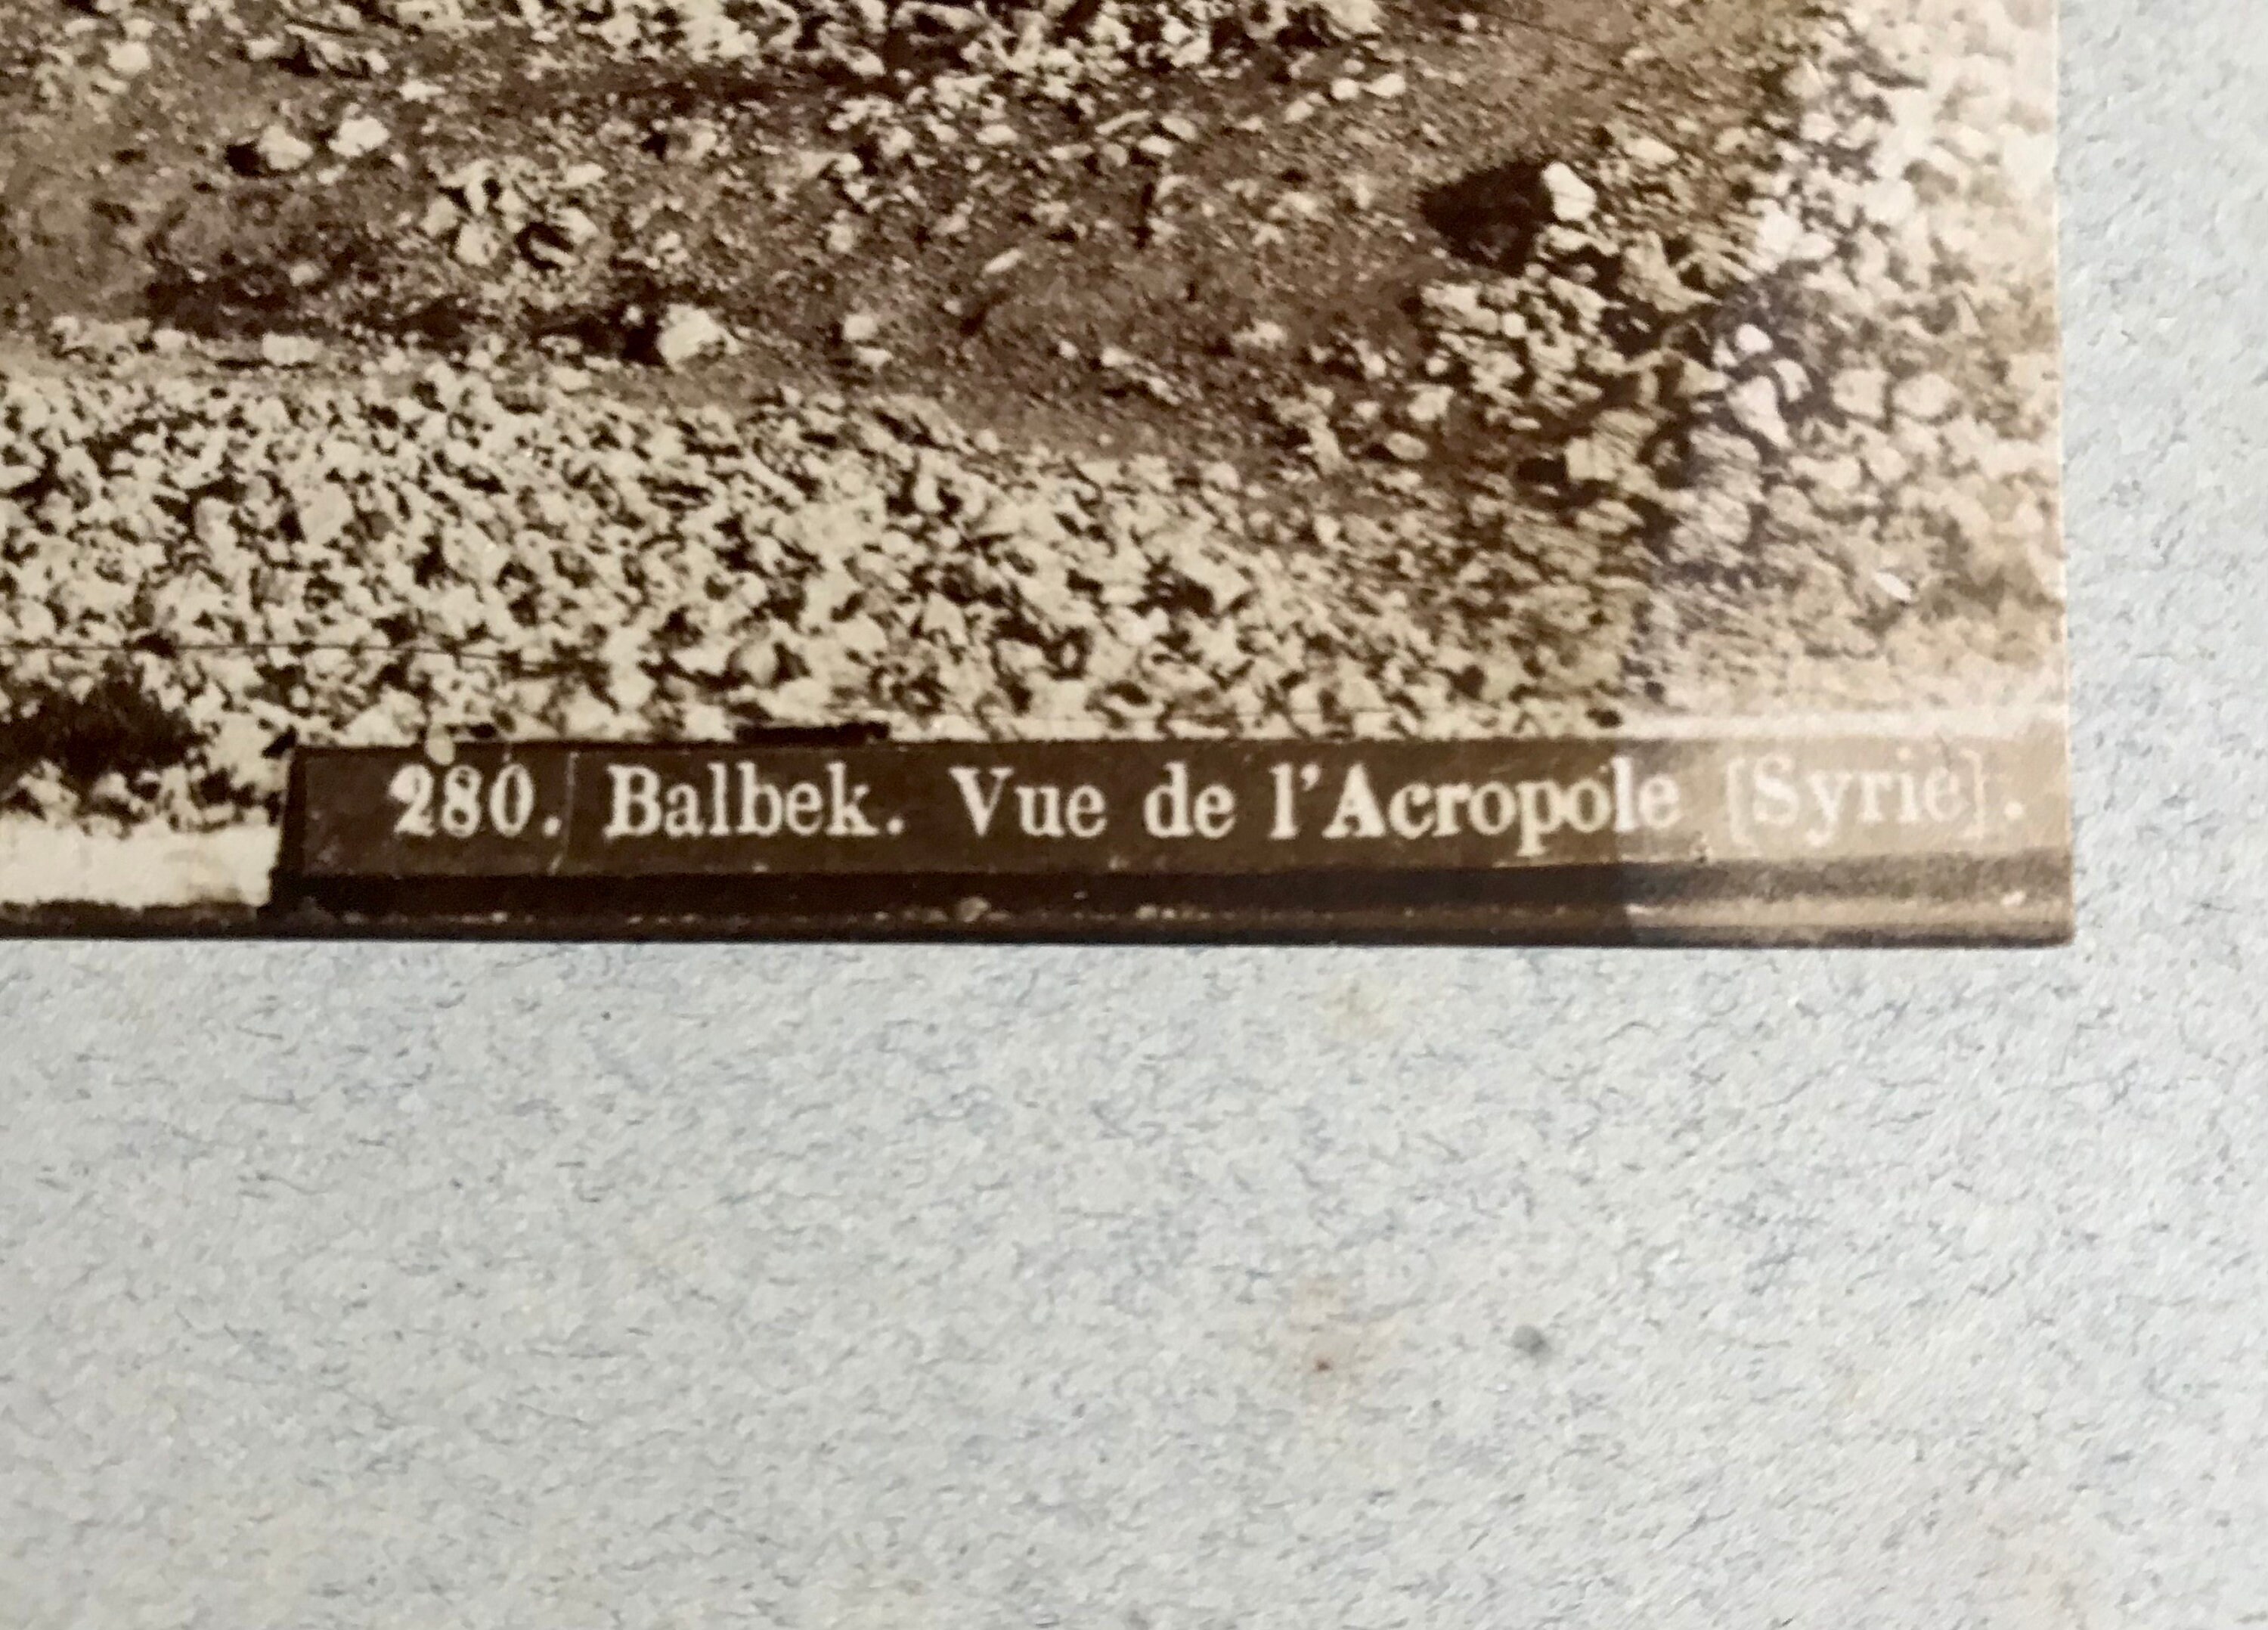 280. Balbek. Vue de l'Acropole [Syrie].